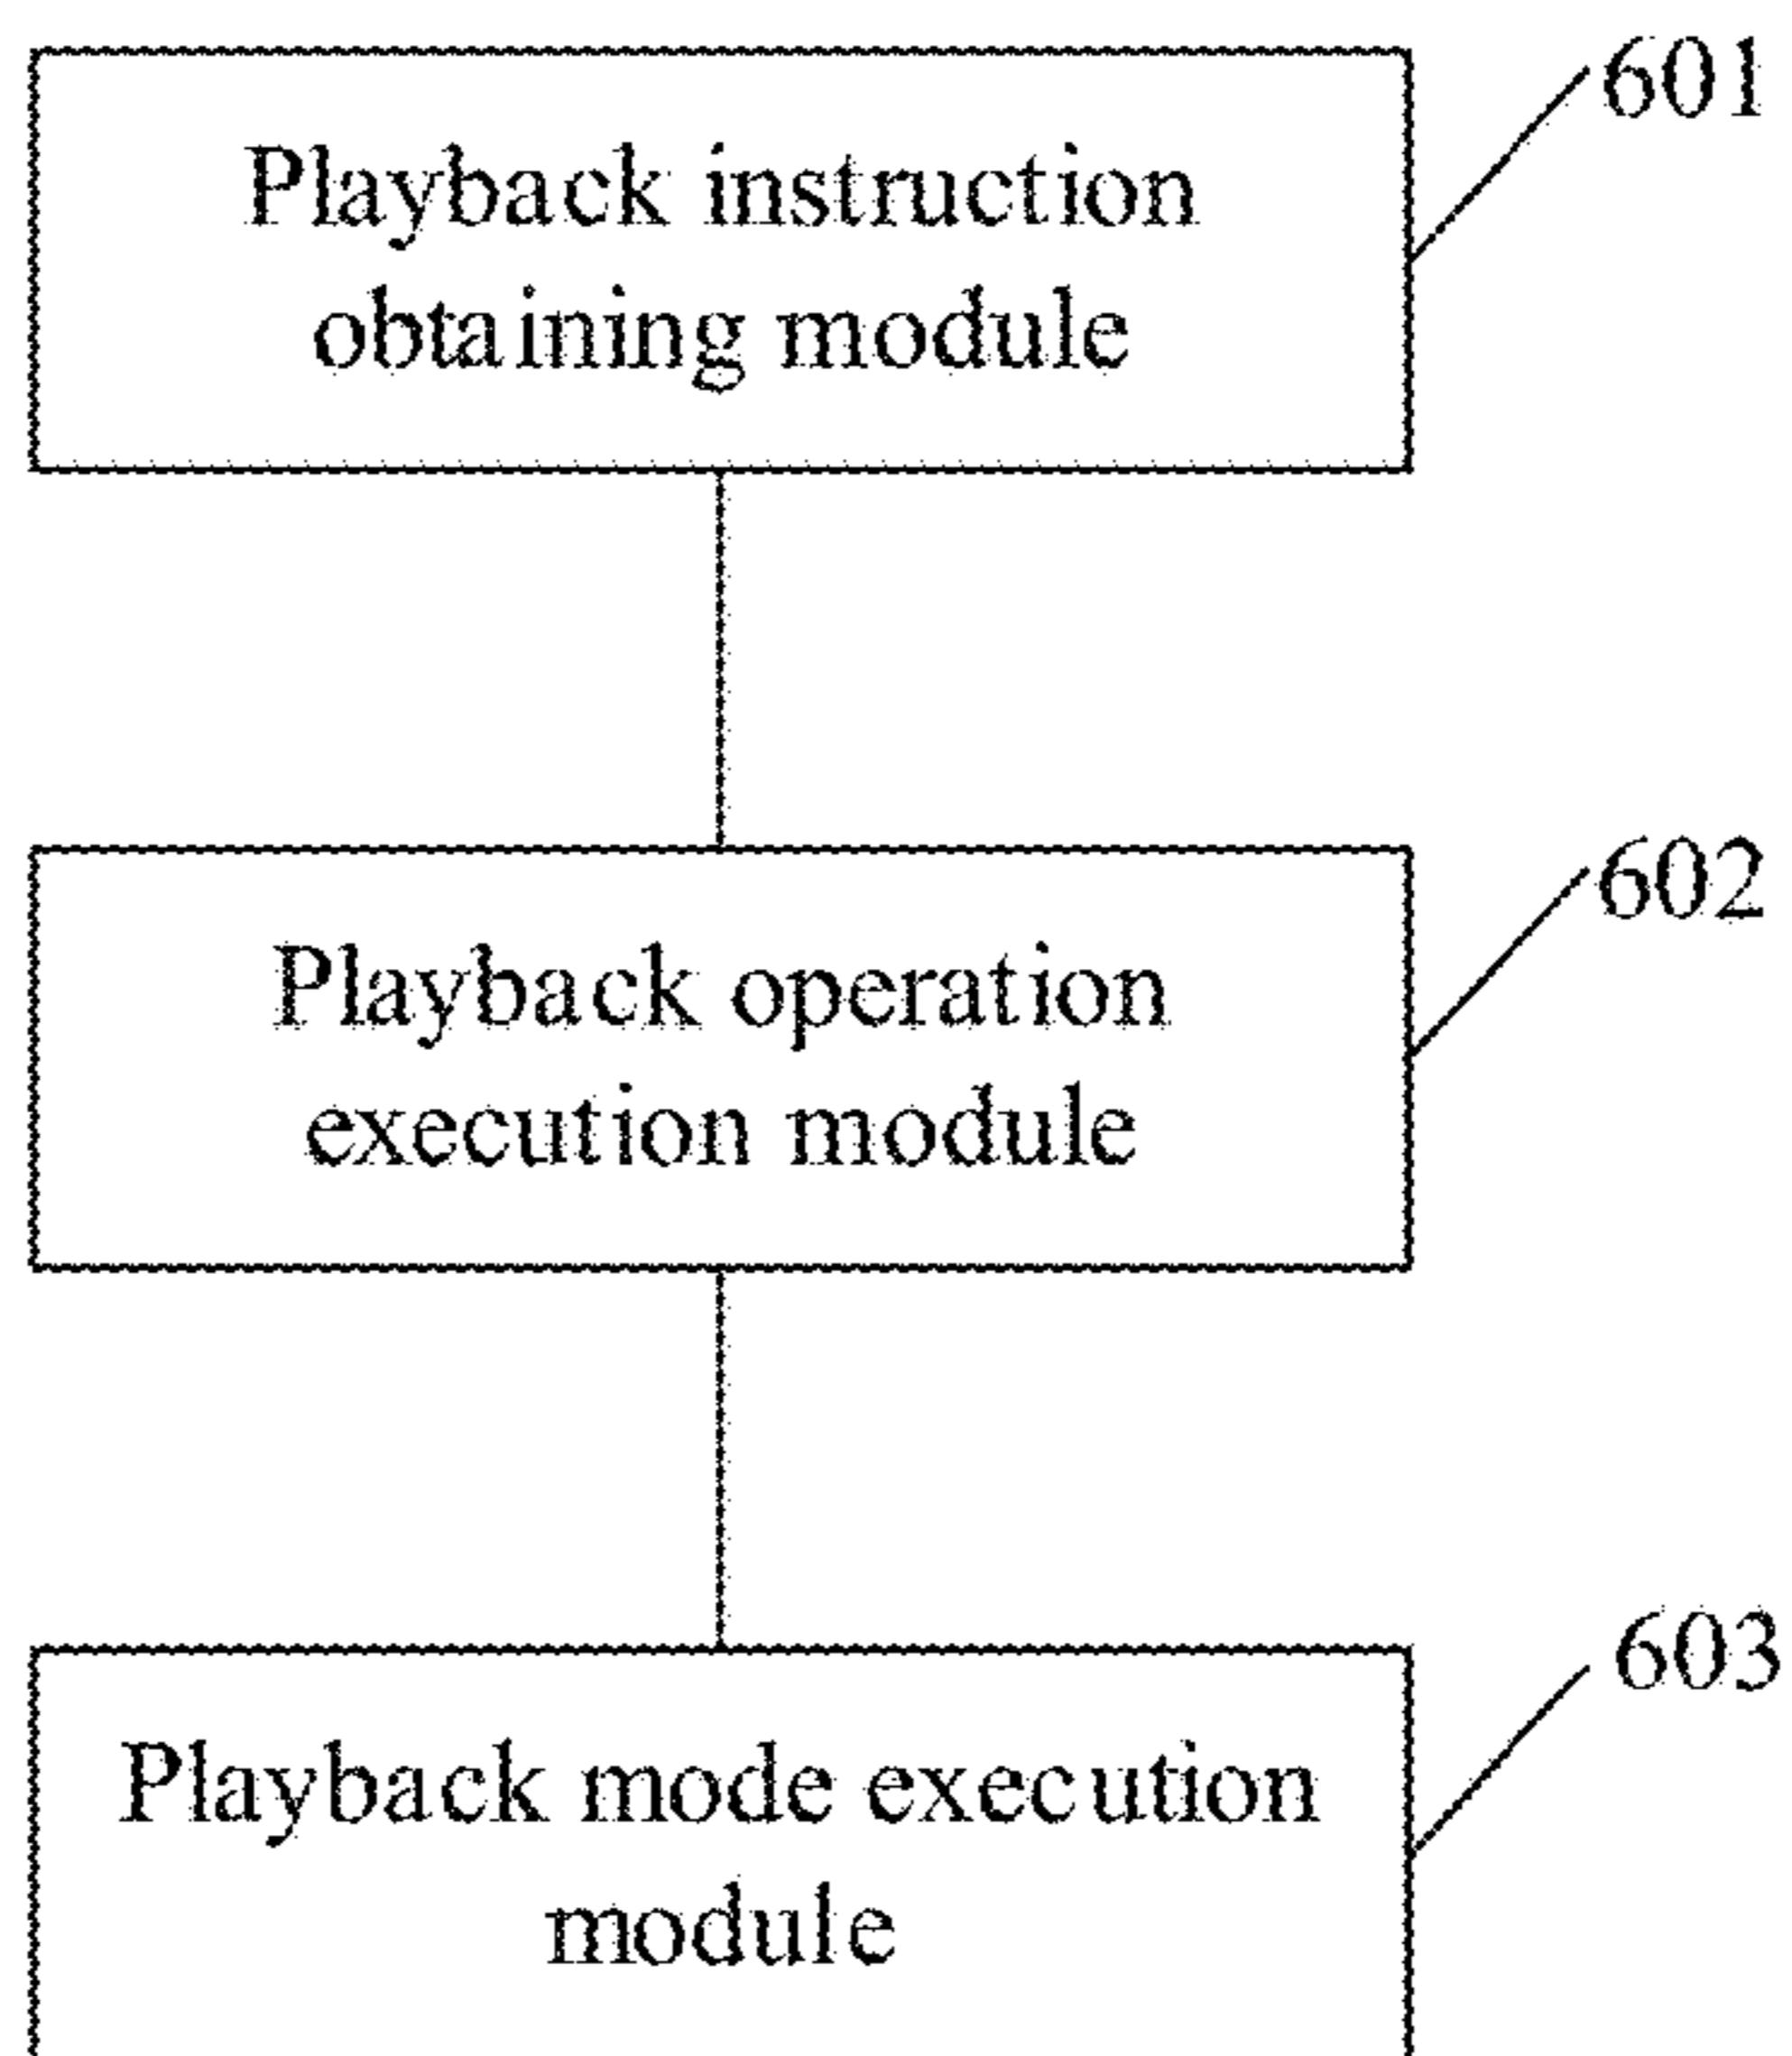 601
Playback instruction
obtaining module
602
Playback operation
execution module
603
Playback mode execution
module